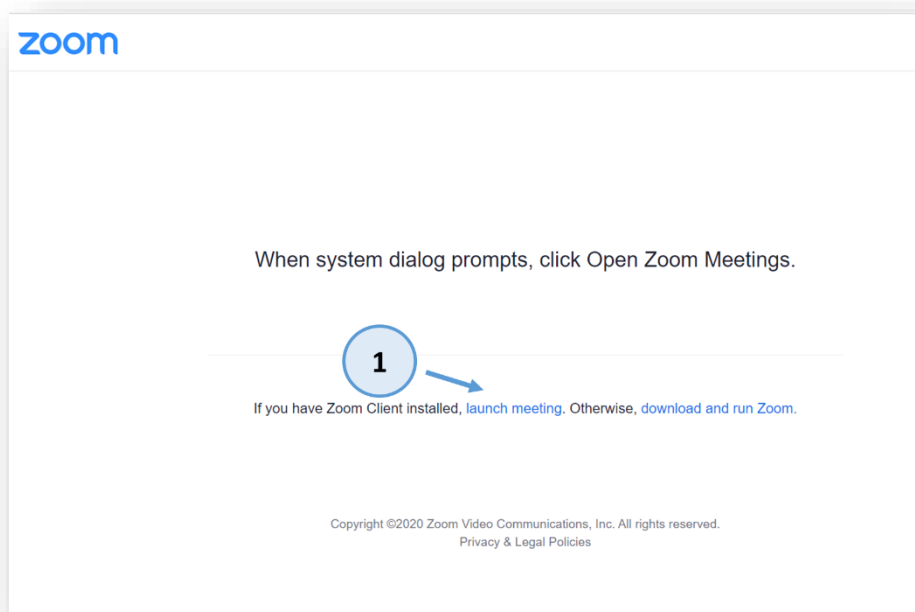 zoom
When system dialog prompts, click Open Zoom Meetings.
1
If you have Zoom Client installed, launch meeting. Otherwise, download and run Zoom.
Copyright ©2020 Zoom Video Communications, Inc. All rights reserved.
Privacy & Legal Policies